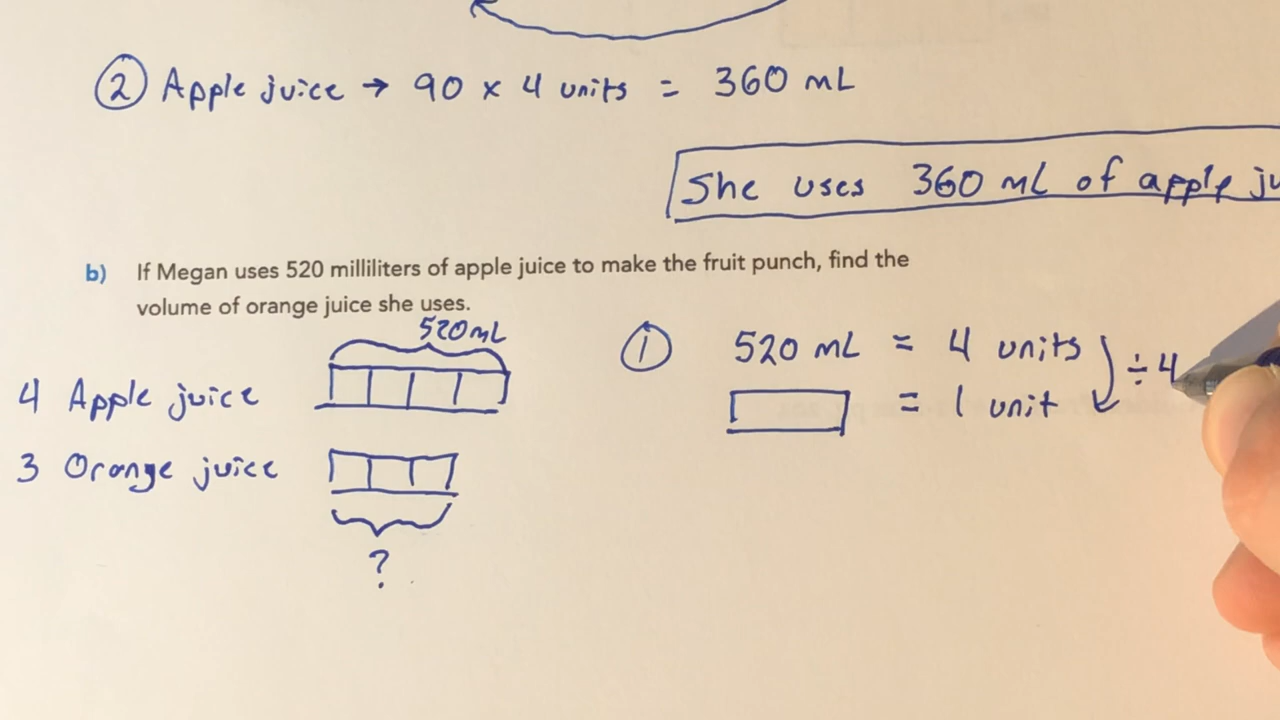 ② Apple juice → 90 x 4 units = 360 mL
She uses 360 mL of apple
b) If Megan uses 520 milliliters of apple juice to make the fruit punch, find the
volume of orange juice she uses.
520 mL
4 Apple juice
3 Orange juice
?
① 520 mL = 4 units
= 1 unit
÷ 4